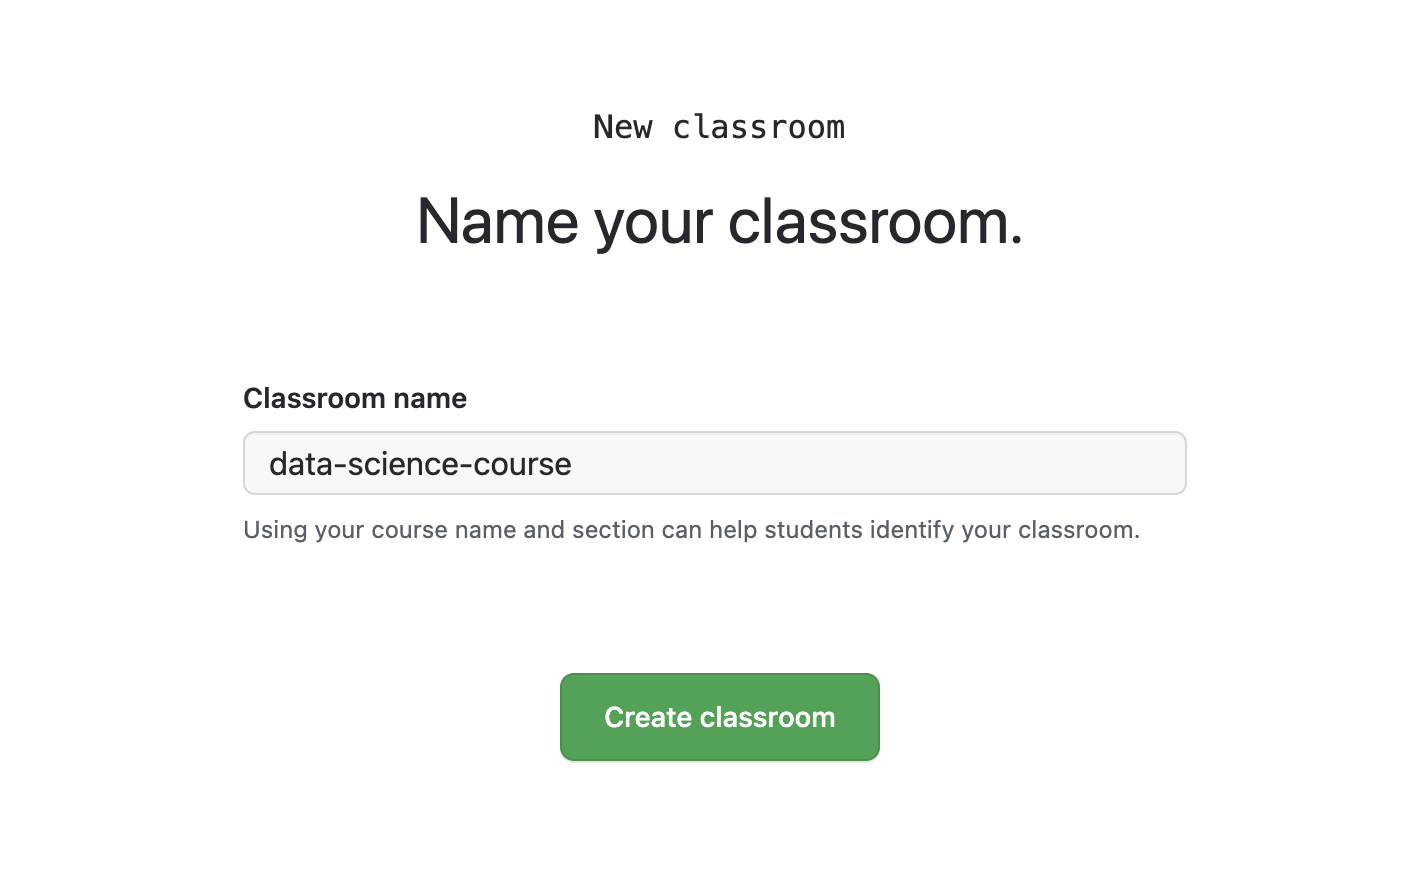 New classroom
Name your classroom.
Classroom name
data-science-course
Using your course name and section can help students identify your classroom.
Create classroom